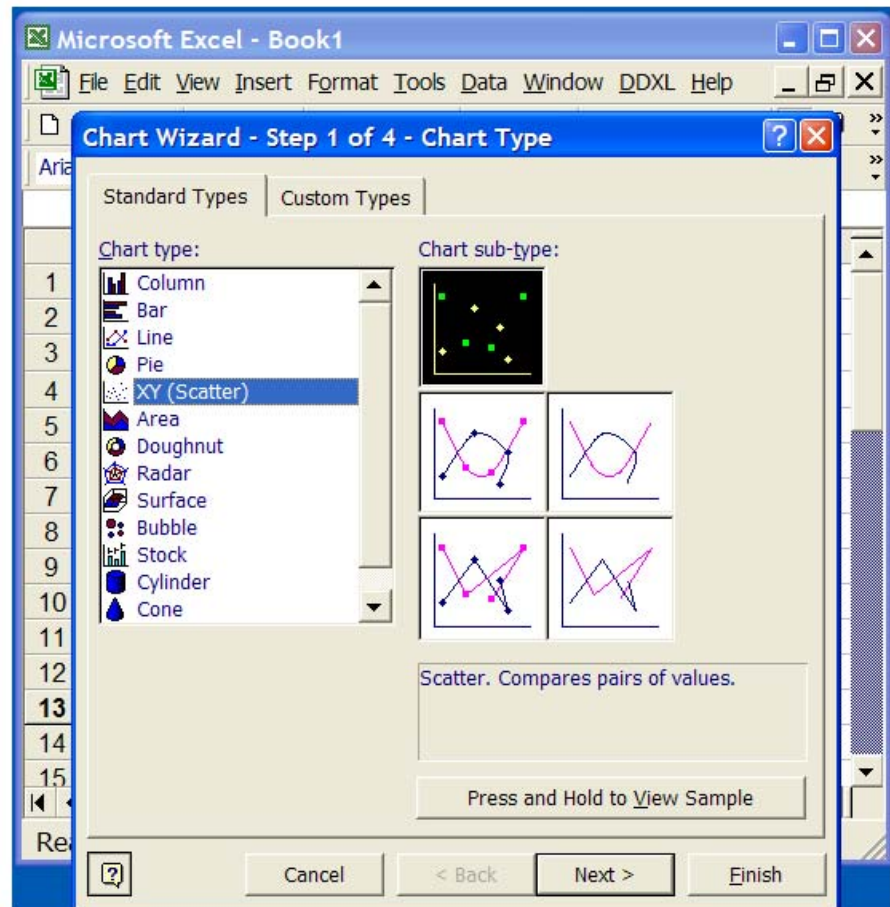 Microsoft Excel - Book1
File Edit View Insert Format Tools Data Window DDXL Help
Chart Wizard - Step 1 of 4 - Chart Type
Standard Types
Custom Types
Chart type:
Column
Bar
Line
Pie
XY (Scatter)
Area
Doughnut
Radar
Surface
Bubble
Stock
Cylinder
Cone
Chart sub-type:
Scatter. Compares pairs of values.
Press and Hold to View Sample
Cancel
< Back
Next >
Finish
1
2
3
4
5
6
7
8
9
10
11
12
13
14
15